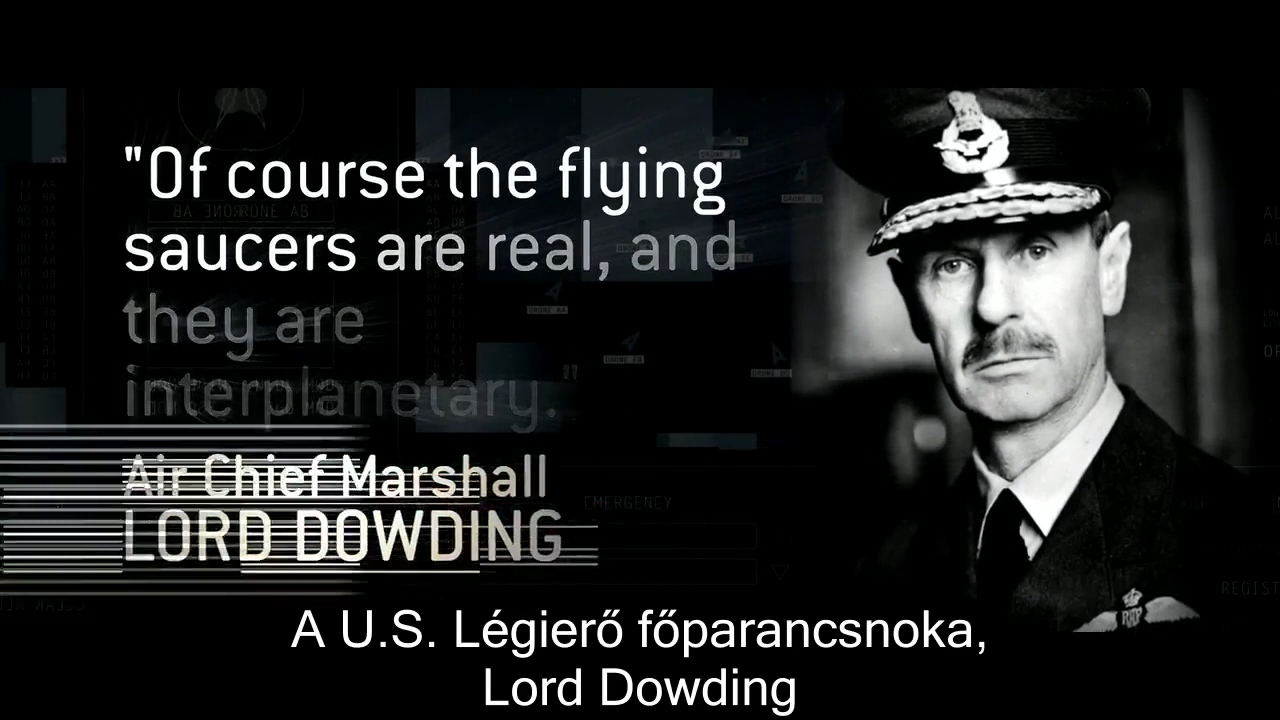 "Of course the flying
saucers are real, and
they are
interplanetary.
Air Chief Marshall
LORD DOWDING
EMERGENCY
A U.S. Légierő főparancsnoka,
Lord Dowding